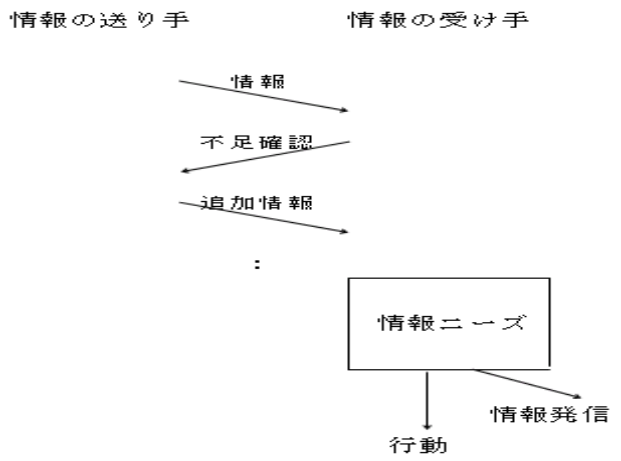 情報の送り手
情報の受け手
情報
不足確認
追加情報
：
情報ニーズ
情報発信
行動